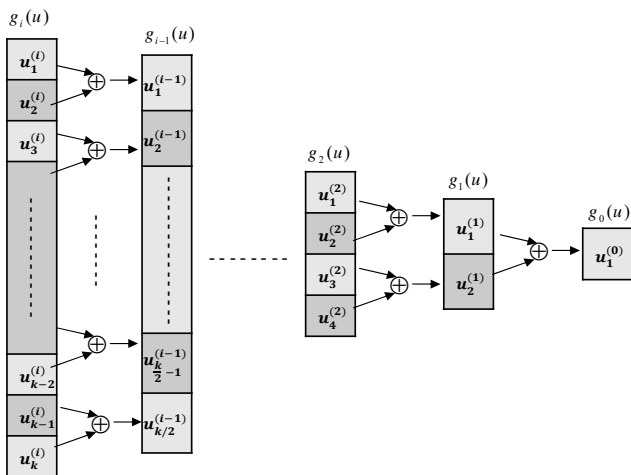 g_i(u)
g_{i-1}(u)
u_1^{(i)}
u_2^{(i)}
u_3^{(i)}
u_{k-2}^{(i)}
u_{k-1}^{(i)}
u_k^{(i)}
u_1^{(i-1)}
u_2^{(i-1)}
u_{\frac{k}{2}-1}^{(i-1)}
u_{k/2}^{(i-1)}
g_2(u)
u_1^{(2)}
u_2^{(2)}
u_3^{(2)}
u_4^{(2)}
g_1(u)
u_1^{(1)}
u_2^{(1)}
g_0(u)
u_1^{(0)}